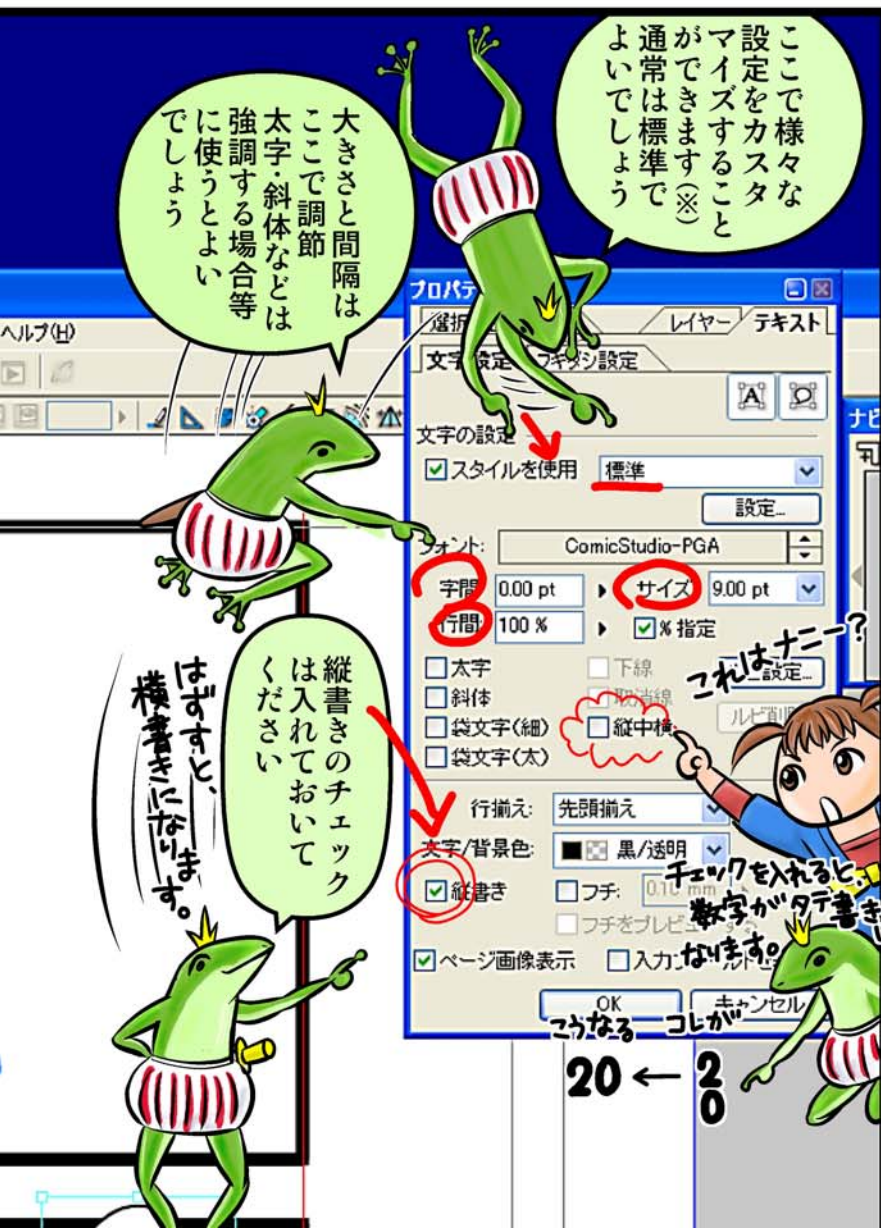 ここで様々な
設定をカスタ
マイズすること
ができます(※)
通常は標準で
よいでしょう
大きさと間隔は
ここで調節
太字・斜体などは
強調する場合等
に使うとよい
でしょう
ヘルプ(H)
プロパテ
選択
レイヤー
テキスト
文字設定
フキダシ設定
A
ナビ
文字の設定
スタイルを使用
標準
設定...
フォント:
ComicStudio-PGA
字間
0.00 pt
サイズ
9.00 pt
行間:
100 %
%指定
これはナニー?
太字
下線
設定...
斜体
取消線
袋文字(細)
縦中横
ルビ削
袋文字(太)
縦書きのチェック
は入れておいて
ください
はずすと、
横書きになります。
行揃え:
先頭揃え
文字/背景色:
黒/透明
縦書き
フチ:
0.10 mm
フチをプレビュ
チェックを入れると、
数字がタテ書き
なります。
ページ画像表示
入力
OK
キャンセル
コレが
こうなる
20←20